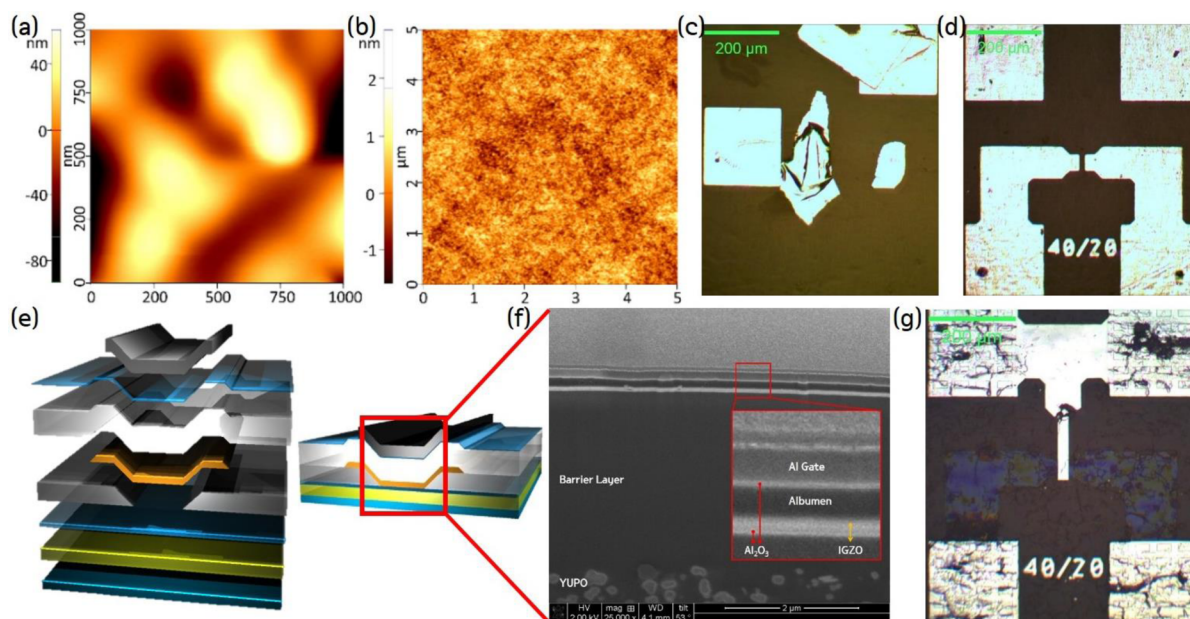 (a)
1000
nm
40
0
-40
-80
nm
750
500
250
0
0 250 500 750 1000
(b)
nm
2
1
0
-1
µm
5
4
3
2
1
0
0 1 2 3 4 5
(c)
200 µm
(d)
200 µm
40/20
(e)
(f)
Barrier Layer
Al Gate
Albumen
Al₂O₃
IGZO
YUPO
HV mag WD tilt
2.00 kV 25,000 x 4.1 mm 53 °
2 µm
(g)
40/20